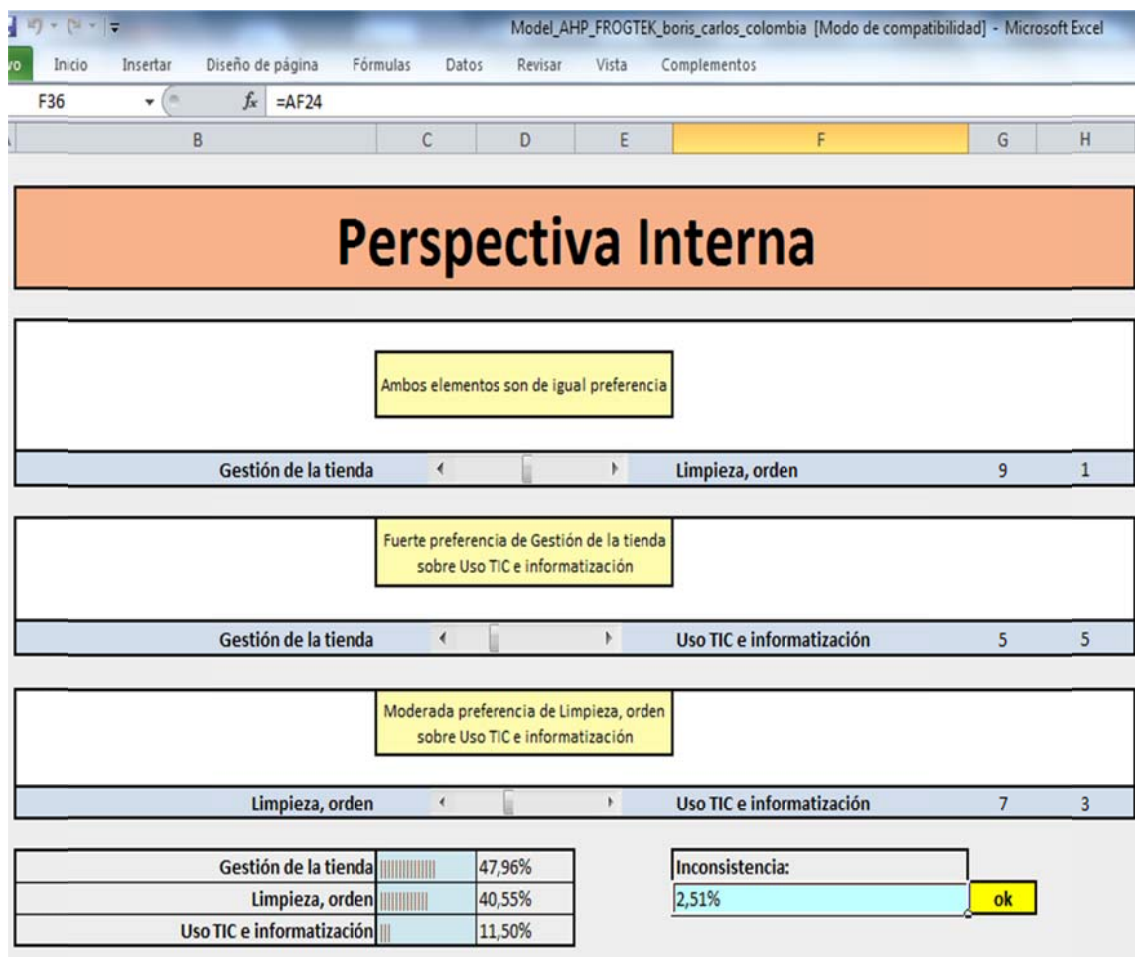 Model_AHP_FROGTEK_boris_carlos_colombia [Modo de compatibilidad] - Microsoft Excel
vo Inicio Insertar Diseño de página Fórmulas Datos Revisar Vista Complementos
F36 fx =AF24
B C D E F G H
Perspectiva Interna
Ambos elementos son de igual preferencia
Gestión de la tienda Limpieza, orden 9 1
Fuerte preferencia de Gestión de la tienda
sobre Uso TIC e informatización
Gestión de la tienda Uso TIC e informatización 5 5
Moderada preferencia de Limpieza, orden
sobre Uso TIC e informatización
Limpieza, orden Uso TIC e informatización 7 3
Gestión de la tienda |||||||||||||| 47,96% Inconsistencia:
Limpieza, orden |||||||||||| 40,55% 2,51% ok
Uso TIC e informatización ||| 11,50%